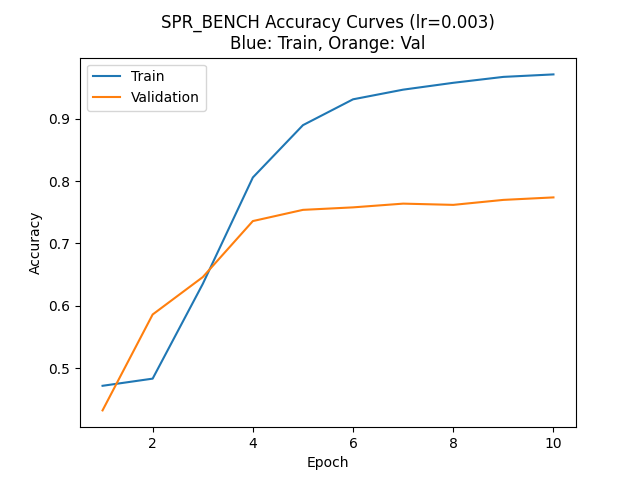 SPR_BENCH Accuracy Curves (lr=0.003)
Blue: Train, Orange: Val
Train
Validation
0.9
0.8
0.7
0.6
0.5
Accuracy
2 4 6 8 10
Epoch